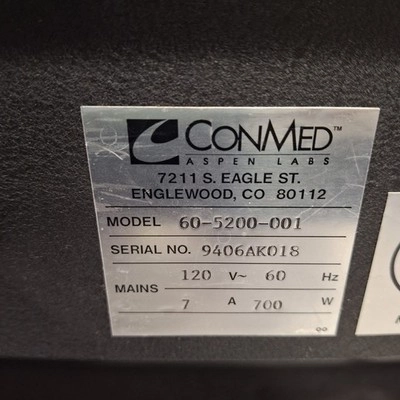 CONMED™
ASPEN LABS
7211 S. EAGLE ST.
ENGLEWOOD, CO 80112
MODEL 60-5200-001
SERIAL NO. 9406AK018
MAINS 120 V~ 60 Hz
7 A 700 W